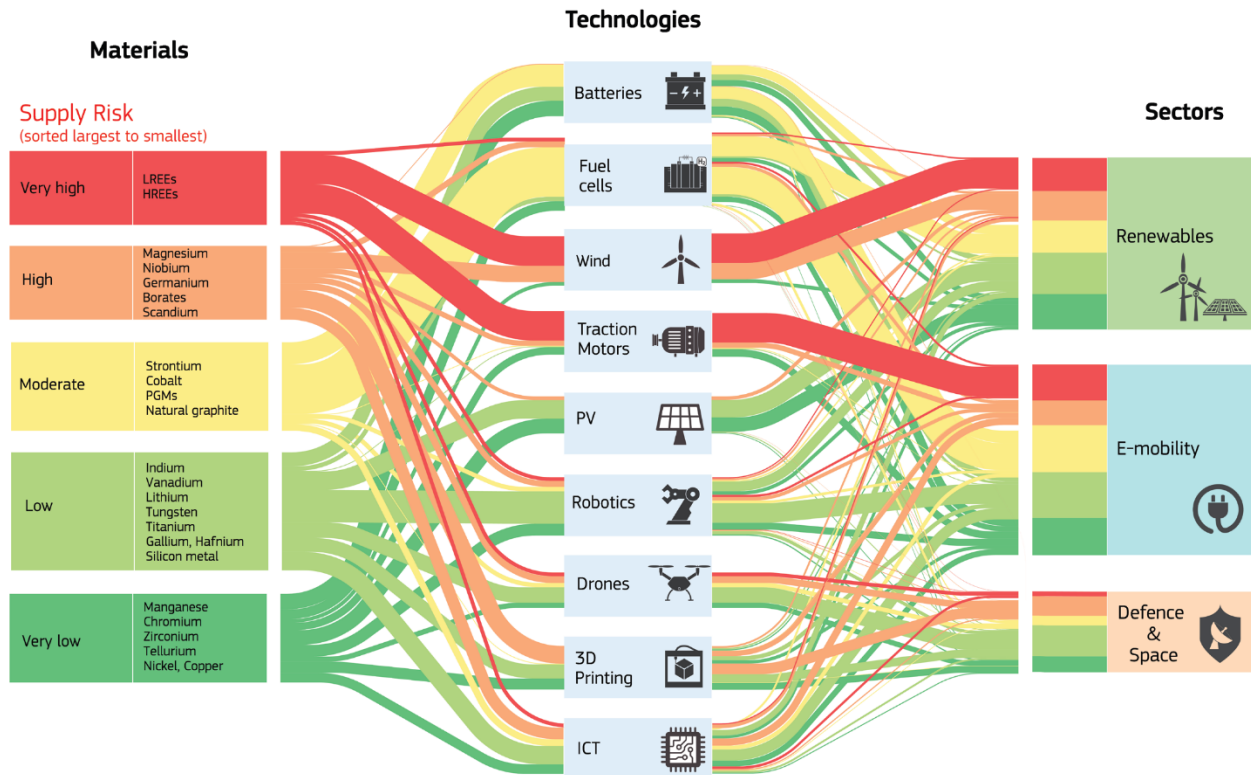 Technologies
Materials
Sectors
Supply Risk
(sorted largest to smallest)
Very high
LREEs
HREEs
High
Magnesium
Niobium
Germanium
Borates
Scandium
Moderate
Strontium
Cobalt
PGMs
Natural graphite
Low
Indium
Vanadium
Lithium
Tungsten
Titanium
Gallium, Hafnium
Silicon metal
Very low
Manganese
Chromium
Zirconium
Tellurium
Nickel, Copper
Batteries
Fuel
cells
H₂
Wind
Traction
Motors
PV
Robotics
Drones
3D
Printing
ICT
Renewables
E-mobility
Defence
&
Space